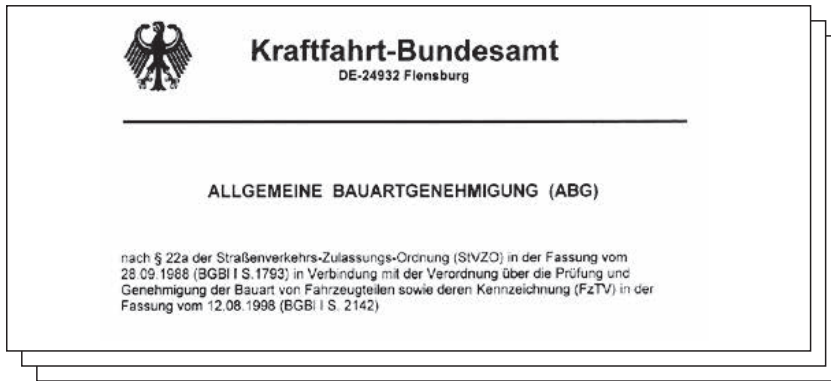 Kraftfahrt-Bundesamt
DE-24932 Flensburg
ALLGEMEINE BAUARTGENEHMIGUNG (ABG)
nach § 22a der Straßenverkehrs-Zulassungs-Ordnung (StVZO) in der Fassung vom
28.09.1988 (BGBl I S.1793) in Verbindung mit der Verordnung über die Prüfung und
Genehmigung der Bauart von Fahrzeugteilen sowie deren Kennzeichnung (FzTV) in der
Fassung vom 12.08.1998 (BGBl I S. 2142)